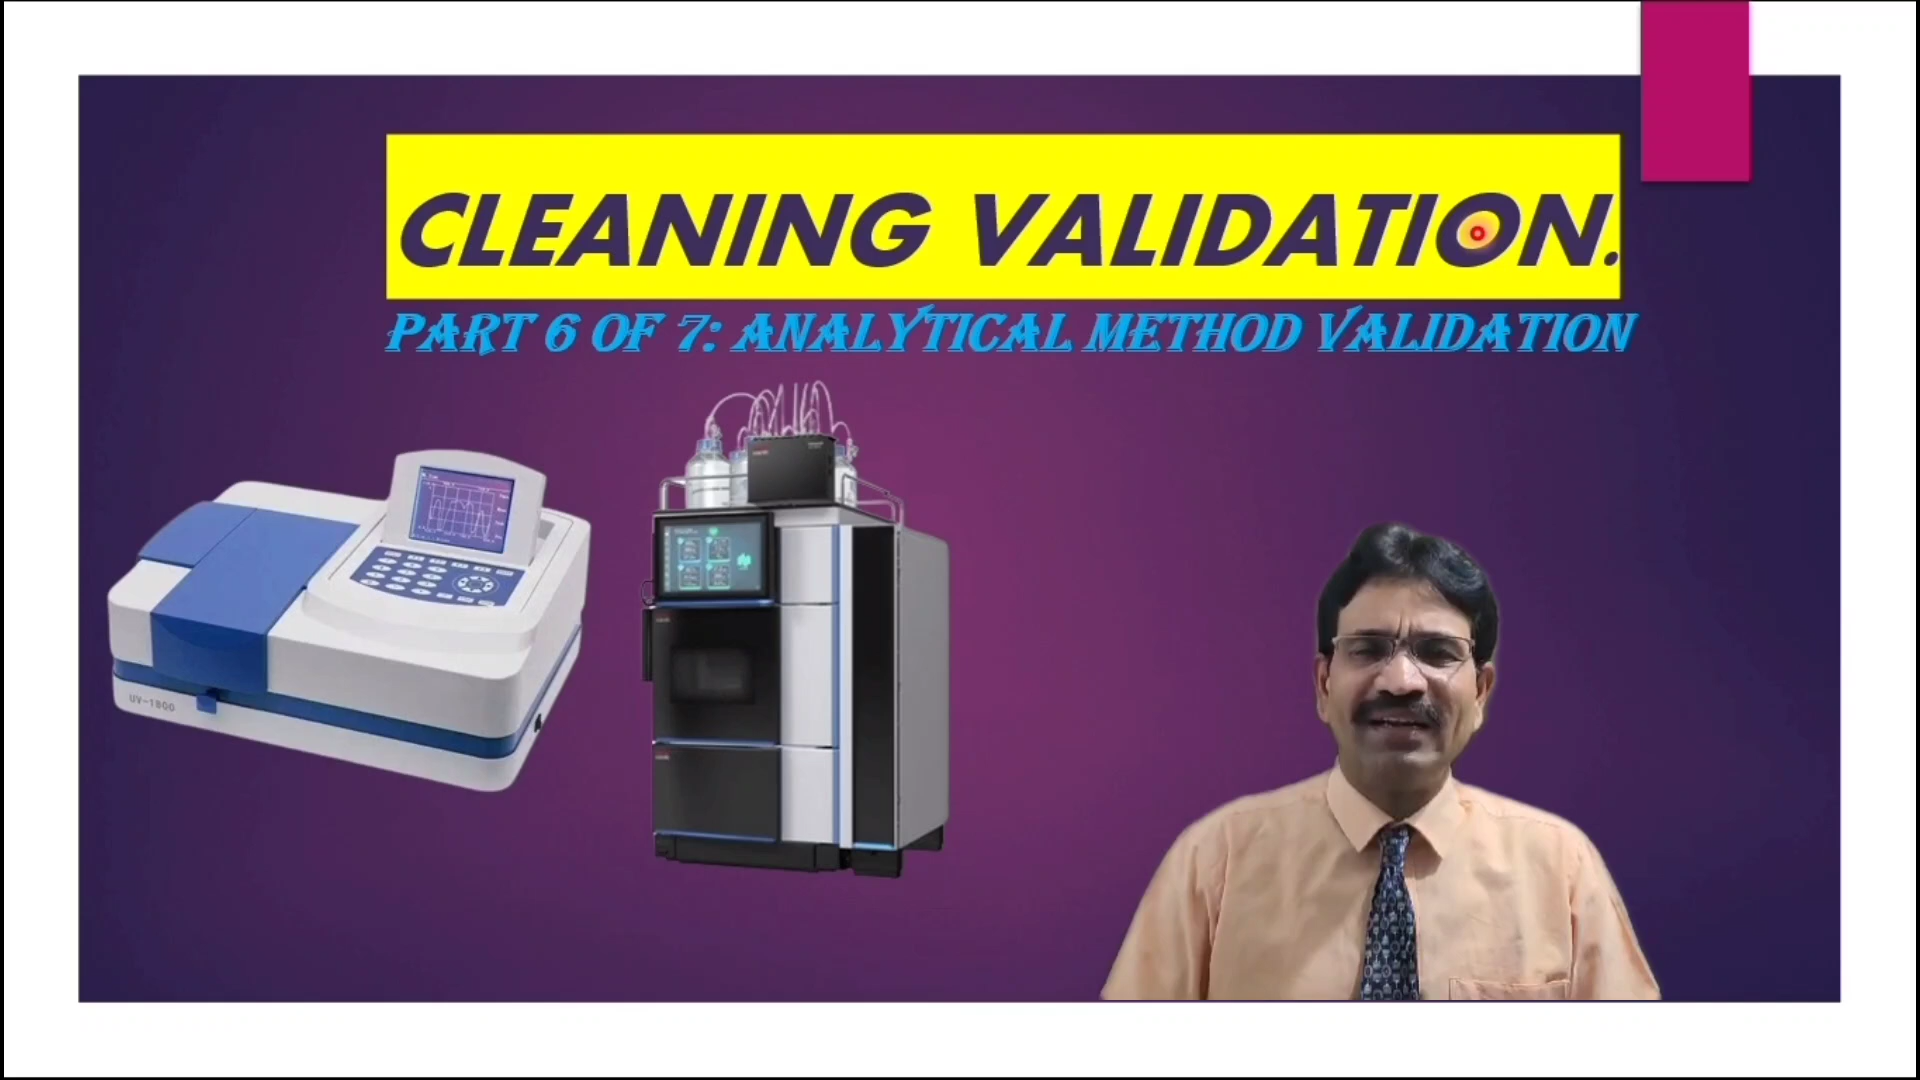 CLEANING VALIDATION.
PART 6 OF 7: ANALYTICAL METHOD VALIDATION
UV-1800